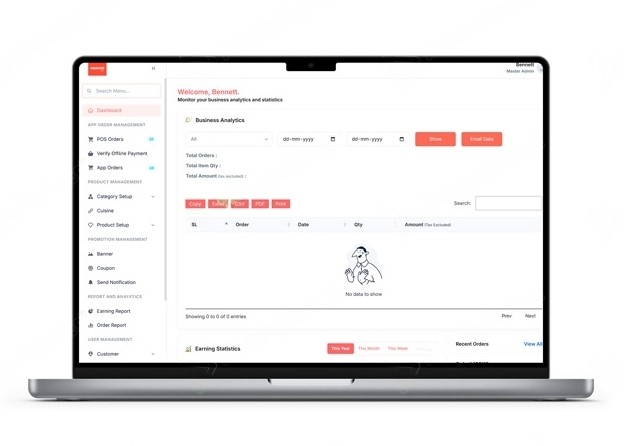 Bennett
Master Admin
Search Menu...
Dashboard
APP ORDER MANAGEMENT
POS Orders
Verify Offline Payment
App Orders
PRODUCT MANAGEMENT
Category Setup
Cuisine
Product Setup
PROMOTION MANAGEMENT
Banner
Coupon
Send Notification
REPORT AND ANALYTICS
Earning Report
Order Report
USER MANAGEMENT
Customer
Welcome, Bennett.
Monitor your business analytics and statistics
Business Analytics
All dd-mm-yyyy dd-mm-yyyy Show Email Data
Total Orders :
Total Item Qty :
Total Amount (tax included) :
Copy Excel CSV PDF Print Search:
SL Order Date Qty Amount (Tax Excluded)
No data to show
Showing 0 to 0 of 0 entries Prev Next
Earning Statistics This Year This Month This Week Recent Orders View All